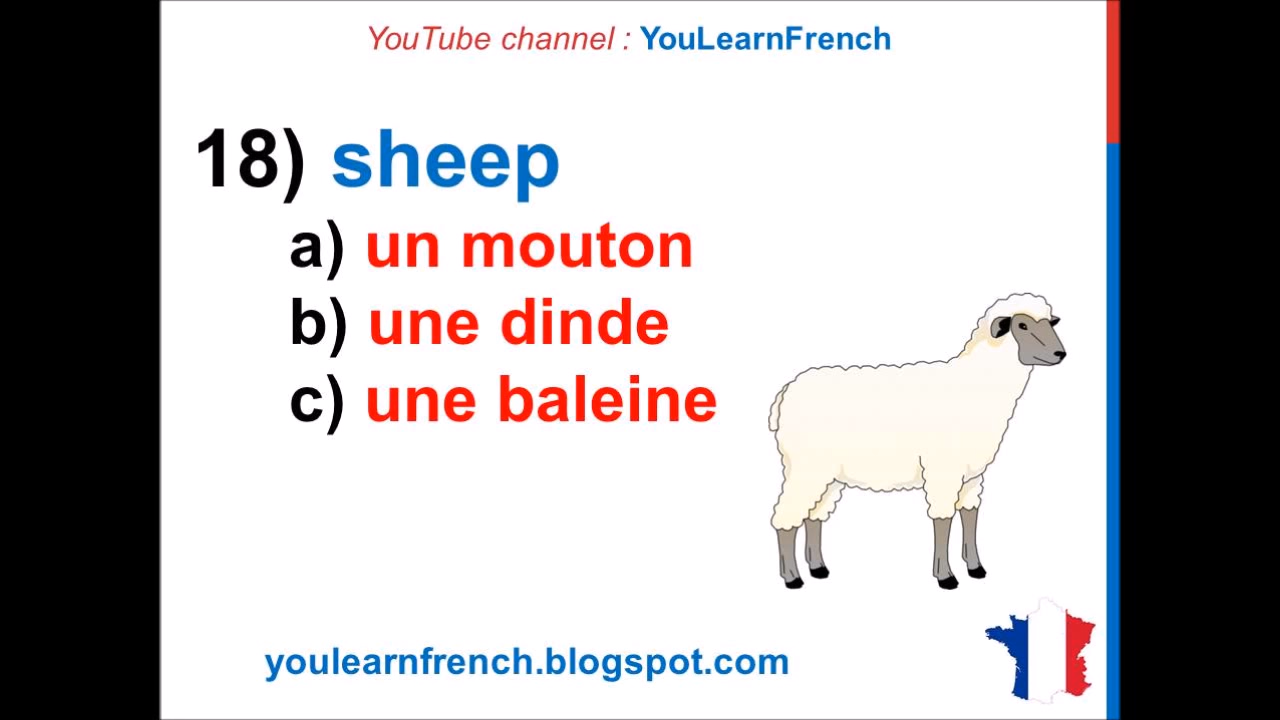 YouTube channel : YouLearnFrench
18) sheep
a) un mouton
b) une dinde
c) une baleine
youlearnfrench.blogspot.com